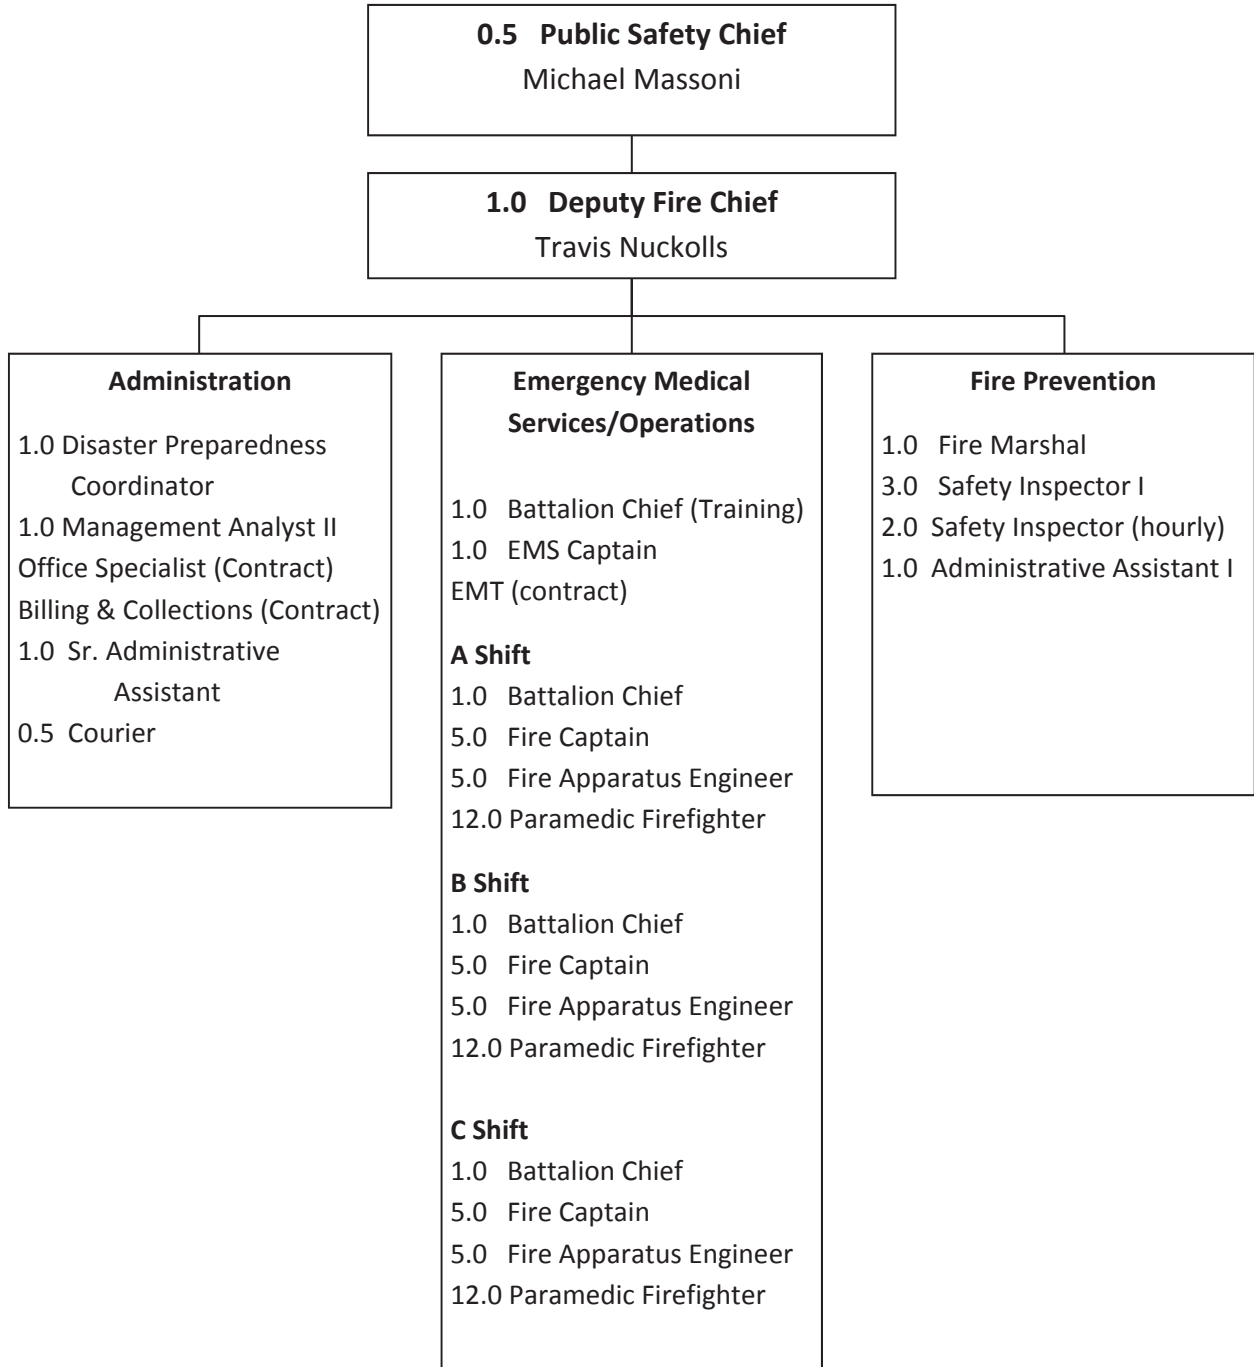 0.5 Public Safety Chief
Michael Massoni
1.0 Deputy Fire Chief
Travis Nuckolls
Administration
1.0 Disaster Preparedness
Coordinator
1.0 Management Analyst II
Office Specialist (Contract)
Billing & Collections (Contract)
1.0 Sr. Administrative
Assistant
0.5 Courier
Emergency Medical
Services/Operations
1.0 Battalion Chief (Training)
1.0 EMS Captain
EMT (contract)
A Shift
1.0 Battalion Chief
5.0 Fire Captain
5.0 Fire Apparatus Engineer
12.0 Paramedic Firefighter
B Shift
1.0 Battalion Chief
5.0 Fire Captain
5.0 Fire Apparatus Engineer
12.0 Paramedic Firefighter
C Shift
1.0 Battalion Chief
5.0 Fire Captain
5.0 Fire Apparatus Engineer
12.0 Paramedic Firefighter
Fire Prevention
1.0 Fire Marshal
3.0 Safety Inspector I
2.0 Safety Inspector (hourly)
1.0 Administrative Assistant I